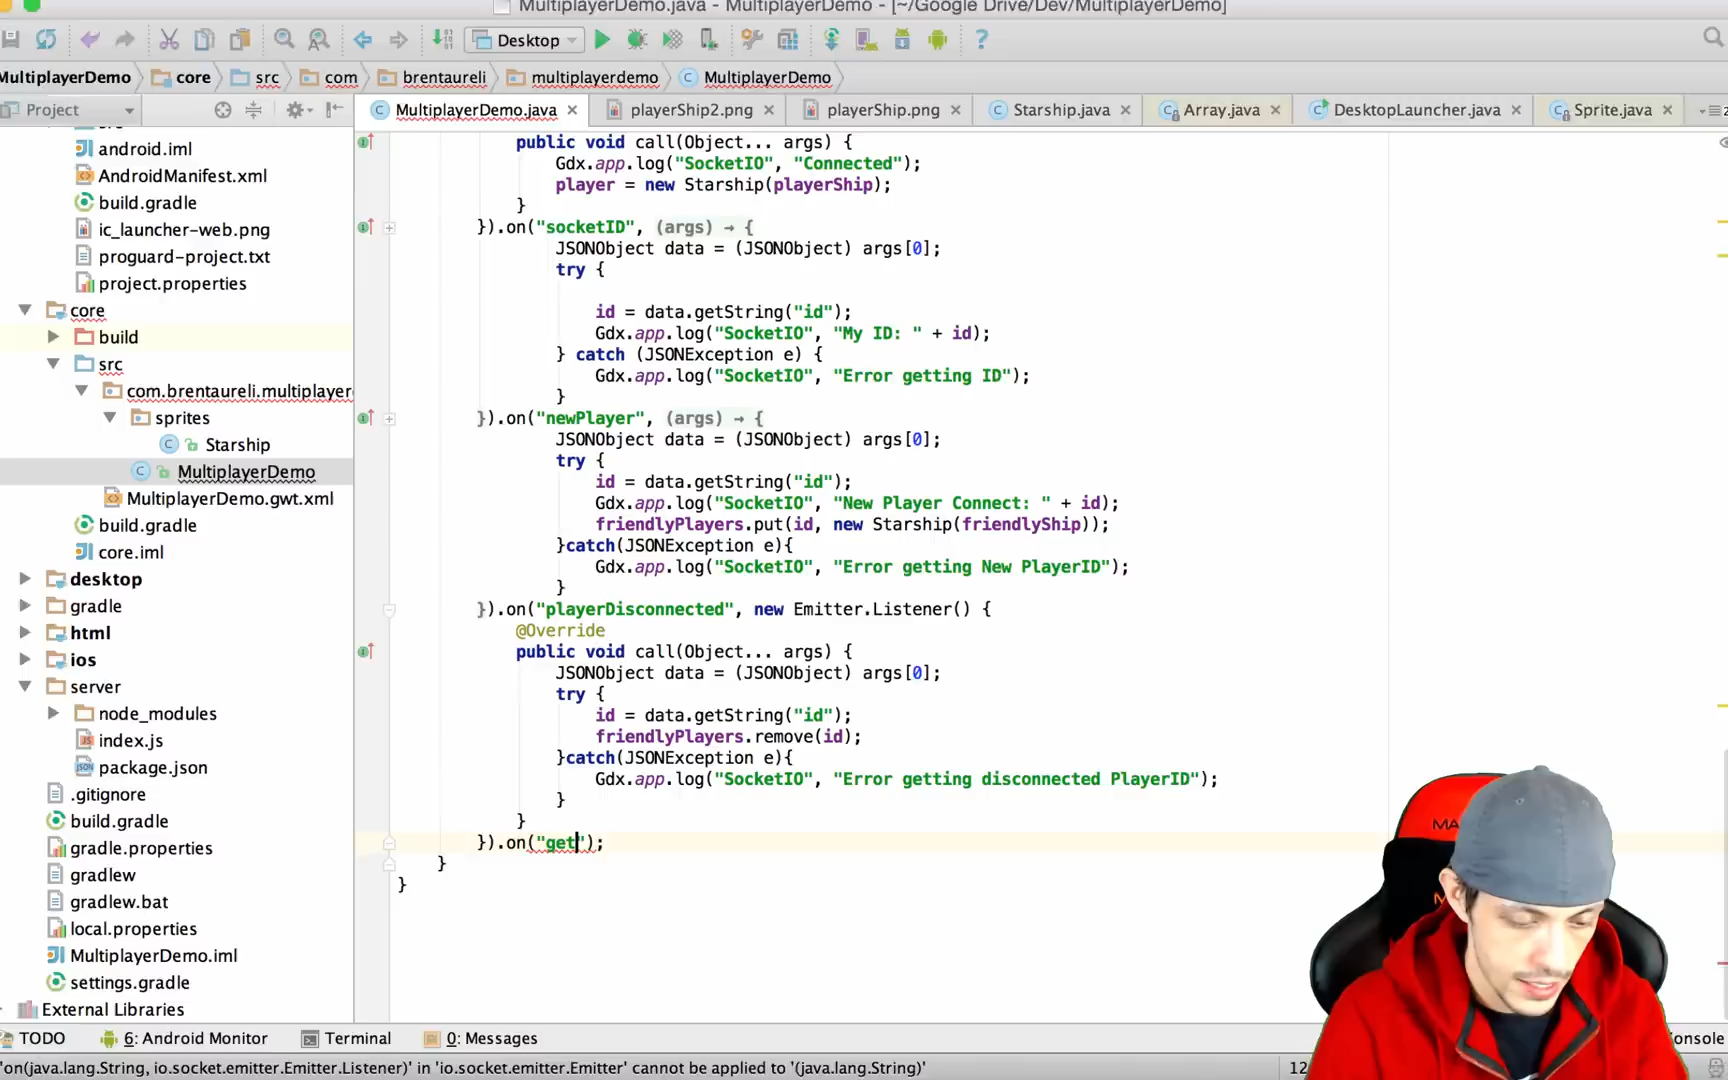 MultiplayerDemo.java - MultiplayerDemo - [~/Google Drive/Dev/MultiplayerDemo]
Desktop
MultiplayerDemo core src com brentaureli multiplayerdemo MultiplayerDemo
Project
MultiplayerDemo.java playerShip2.png playerShip.png Starship.java Array.java DesktopLauncher.java Sprite.java
android.iml
AndroidManifest.xml
build.gradle
ic_launcher-web.png
proguard-project.txt
project.properties
core
build
src
com.brentaureli.multiplayer
sprites
Starship
MultiplayerDemo
MultiplayerDemo.gwt.xml
build.gradle
core.iml
desktop
gradle
html
ios
server
node_modules
index.js
package.json
.gitignore
build.gradle
gradle.properties
gradlew
gradlew.bat
local.properties
MultiplayerDemo.iml
settings.gradle
External Libraries
public void call(Object... args) {
Gdx.app.log("SocketIO", "Connected");
player = new Starship(playerShip);
}
}).on("socketID", (args) → {
JSONObject data = (JSONObject) args[0];
try {
id = data.getString("id");
Gdx.app.log("SocketIO", "My ID: " + id);
} catch (JSONException e) {
Gdx.app.log("SocketIO", "Error getting ID");
}
}).on("newPlayer", (args) → {
JSONObject data = (JSONObject) args[0];
try {
id = data.getString("id");
Gdx.app.log("SocketIO", "New Player Connect: " + id);
friendlyPlayers.put(id, new Starship(friendlyShip));
}catch(JSONException e){
Gdx.app.log("SocketIO", "Error getting New PlayerID");
}
}).on("playerDisconnected", new Emitter.Listener() {
@Override
public void call(Object... args) {
JSONObject data = (JSONObject) args[0];
try {
id = data.getString("id");
friendlyPlayers.remove(id);
}catch(JSONException e){
Gdx.app.log("SocketIO", "Error getting disconnected PlayerID");
}
}
}).on("get");
}
}
MA
TODO 6: Android Monitor Terminal 0: Messages onsole
'on(java.lang.String, io.socket.emitter.Emitter.Listener)' in 'io.socket.emitter.Emitter' cannot be applied to '(java.lang.String)'